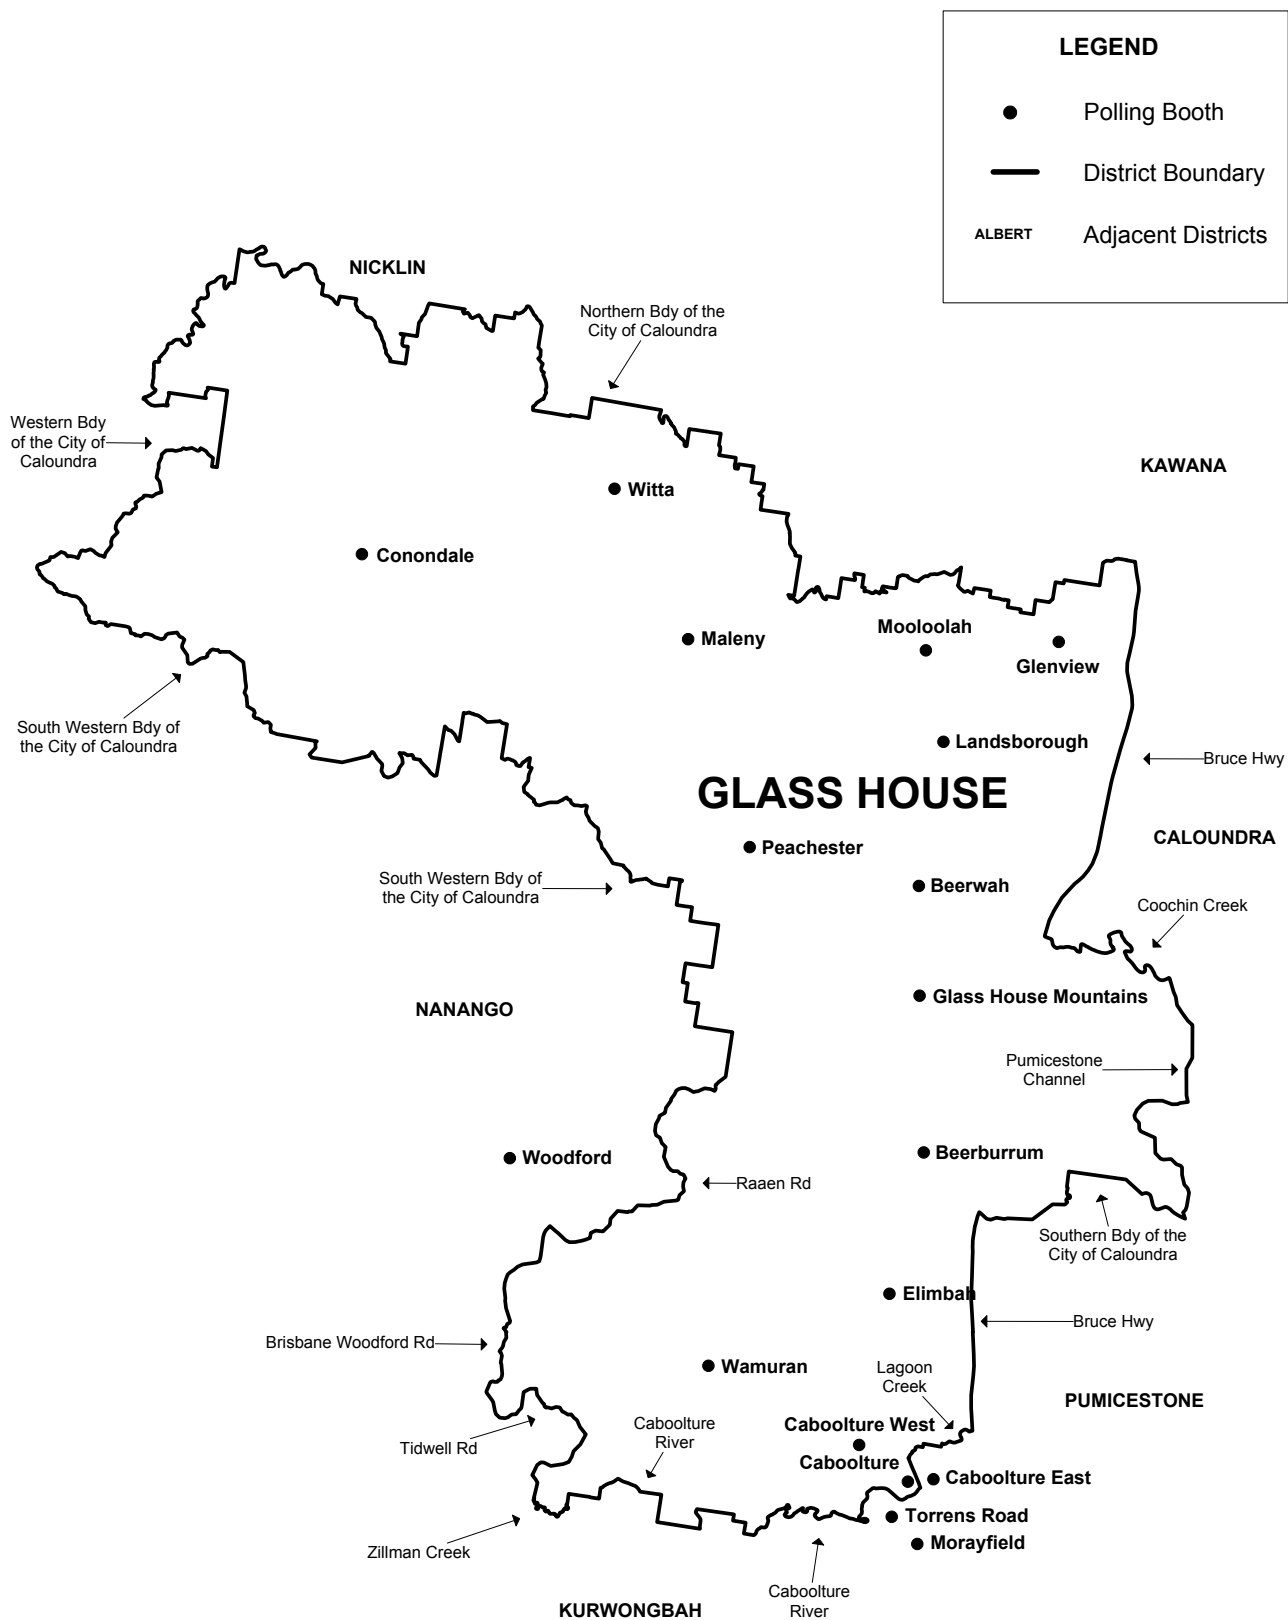 LEGEND
Polling Booth
District Boundary
ALBERT
Adjacent Districts
NICKLIN
Northern Bdy of the
City of Caloundra
Western Bdy
of the City of
Caloundra
KAWANA
Witta
Conondale
Maleny
Mooloolah
Glenview
South Western Bdy of
the City of Caloundra
Landsborough
Bruce Hwy
GLASS HOUSE
CALOUNDRA
Peachester
South Western Bdy of
the City of Caloundra
Beerwah
Coochin Creek
NANANGO
Glass House Mountains
Pumicestone
Channel
Woodford
Beerburrum
Raaen Rd
Southern Bdy of the
City of Caloundra
Elimbah
Bruce Hwy
Brisbane Woodford Rd
Wamuran
Lagoon
Creek
PUMICESTONE
Tidwell Rd
Caboolture
River
Caboolture West
Caboolture
Caboolture East
Torrens Road
Morayfield
Zillman Creek
Caboolture
River
KURWONGBAH